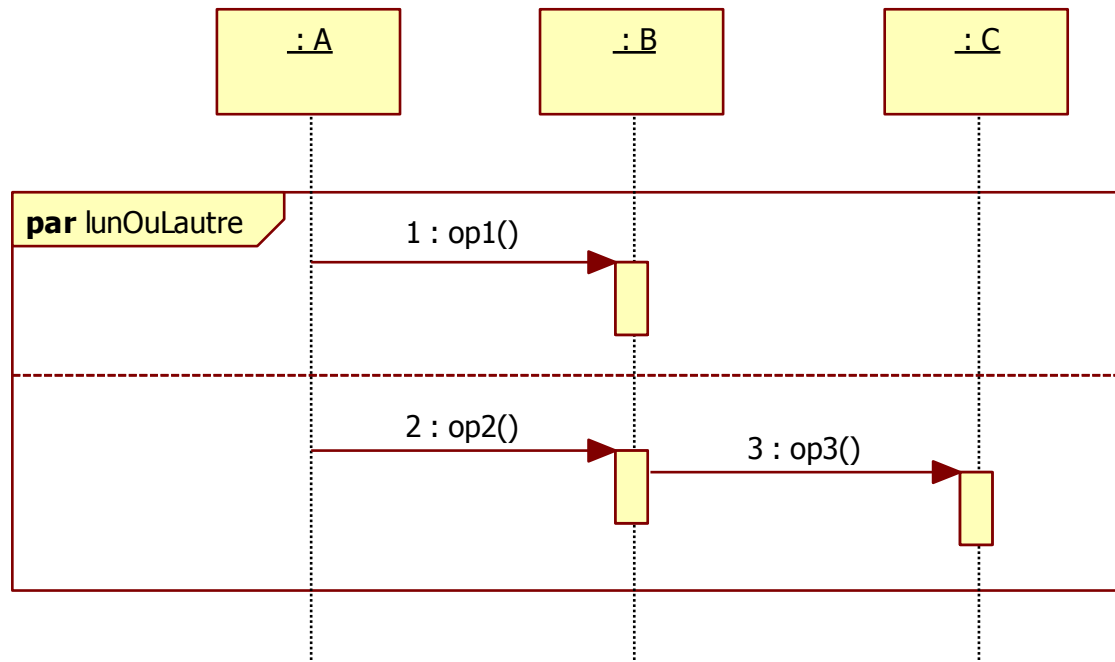 : A
: B
: C
par lunOuLautre
1 : op1()
2 : op2()
3 : op3()